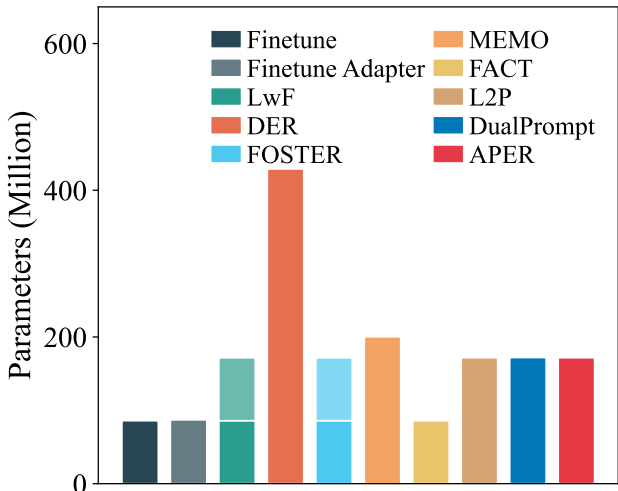 600
400
200
0
Parameters (Million)
Finetune
Finetune Adapter
LwF
DER
FOSTER
MEMO
FACT
L2P
DualPrompt
APER